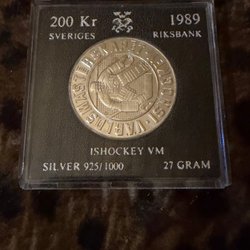 200 Kr 1989
SVERIGES RIKSBANK
ISHOCKEY VM
SILVER 925/1000 27 GRAM